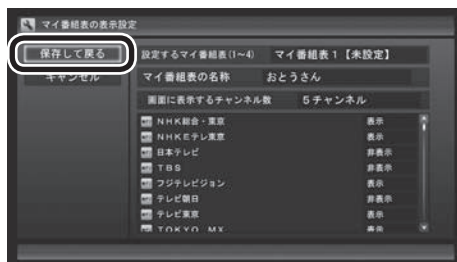 マイ番組表の表示設定
保存して戻る
キャンセル
設定するマイ番組表(1〜4) マイ番組表1【未設定】
マイ番組表の名称 おとうさん
画面に表示するチャンネル数 5チャンネル
NHK総合・東京 表示
NHKEテレ東京 表示
日本テレビ 非表示
TBS 非表示
フジテレビジョン 表示
テレビ朝日 非表示
テレビ東京 表示
TOKYO MX 表示